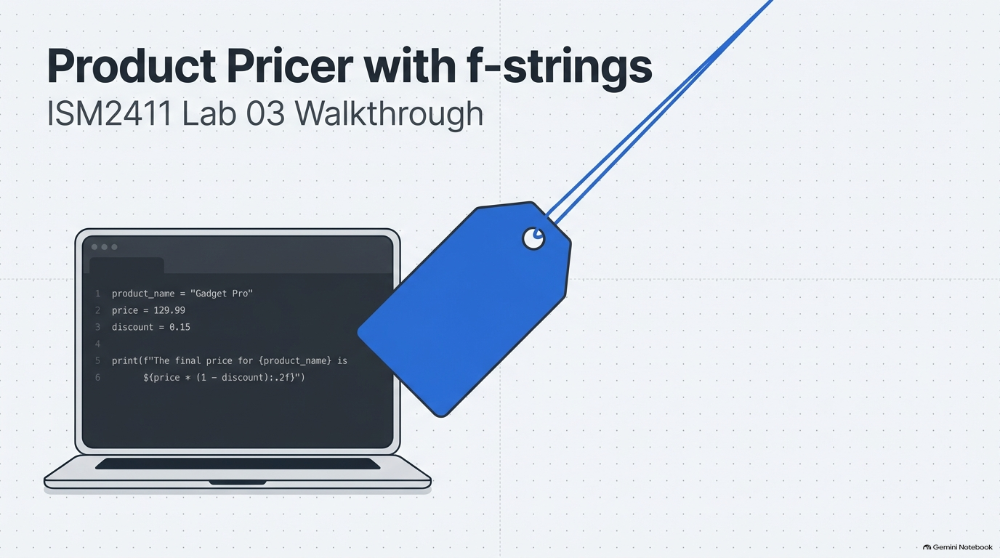 Product Pricer with f-strings
ISM2411 Lab 03 Walkthrough
1 product_name = "Gadget Pro"
2 price = 129.99
3 discount = 0.15
4
5 print(f"The final price for {product_name} is
6 ${price * (1 - discount):.2f}")
Gemini Notebook